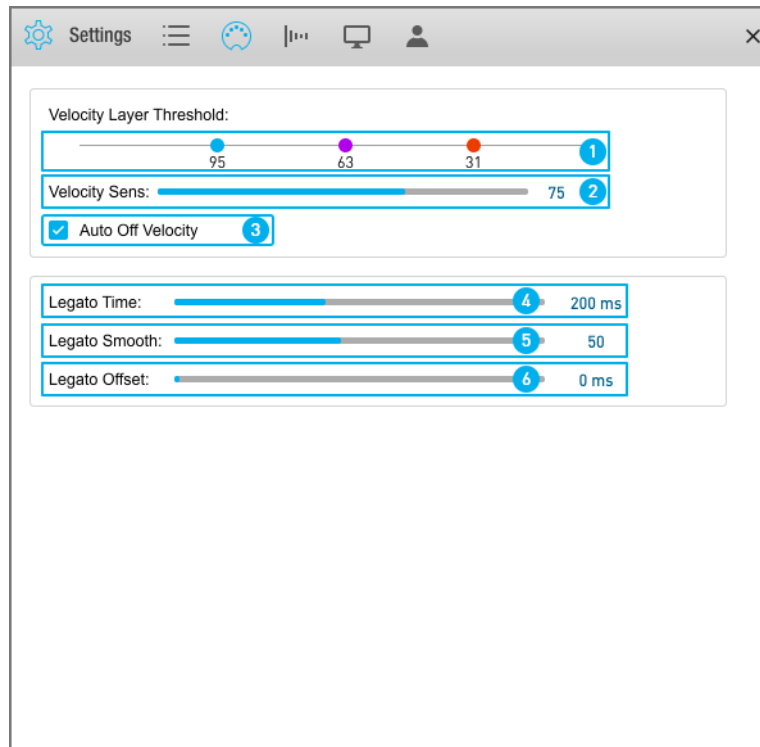 Settings
Velocity Layer Threshold:
1
95 63 31
Velocity Sens: 75 2
Auto Off Velocity 3
Legato Time: 4 200 ms
Legato Smooth: 5 50
Legato Offset: 6 0 ms